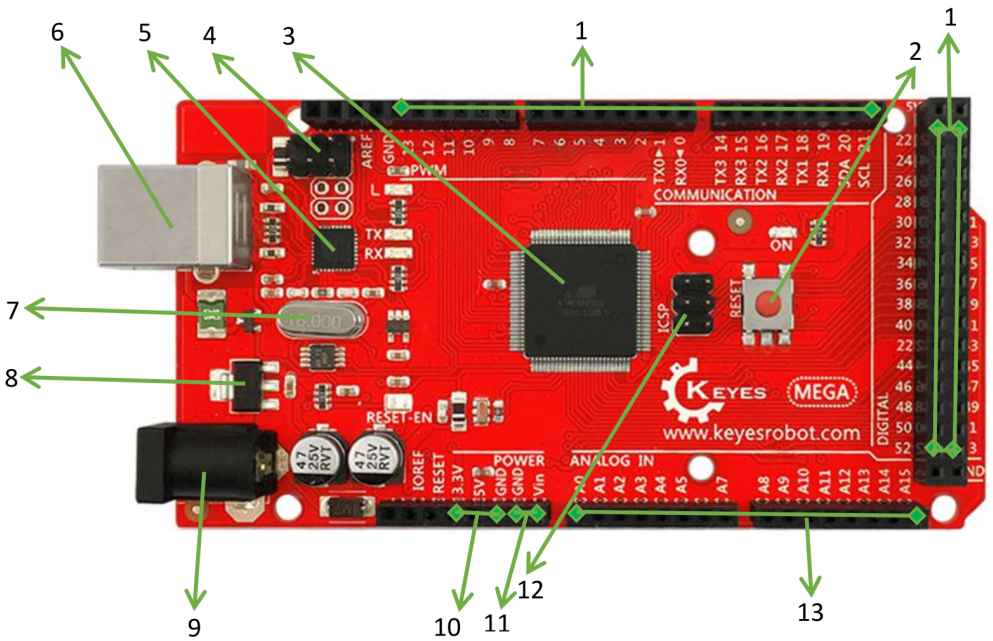 1
1
2
3
4
5
6
7
8
9
10
11
12
13
AREF
GND
13
12
11
10
9
8
7
6
5
4
3
2
TX0 1
RX0 0
TX3 14
RX3 15
TX2 16
RX2 17
TX1 18
RX1 19
SDA 20
SCL 21
PWM
COMMUNICATION
L
TX
RX
ON
RESET
ICSP
16.000
22
24
26
28
30
32
34
36
38
40
22
44
46
48
50
52
DIGITAL
KEYES
MEGA
www.keyesrobot.com
RESET-EN
47
25V
RVT
47
25V
RVT
POWER
ANALOG IN
IOREF
RESET
3.3V
5V
GND
GND
Vin
A1
A2
A3
A4
A5
A7
A8
A9
A10
A11
A12
A13
A14
A15